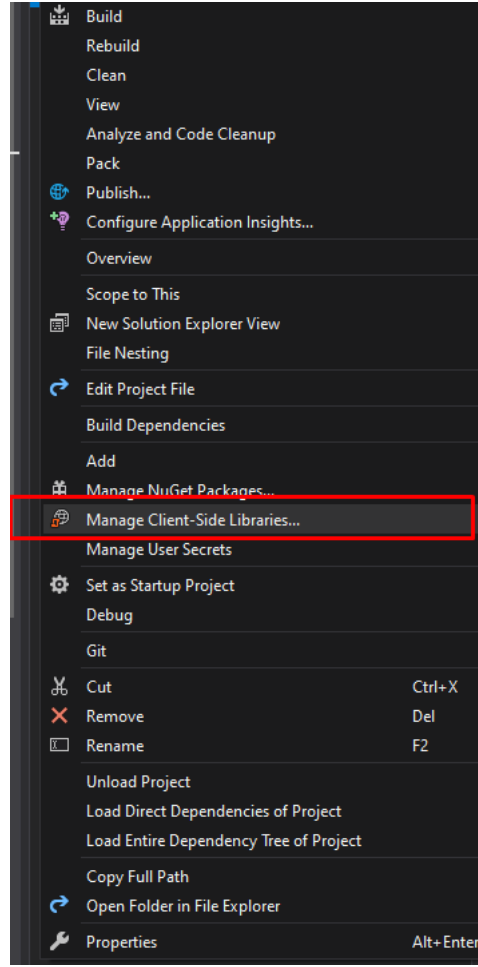 Build
Rebuild
Clean
View
Analyze and Code Cleanup
Pack
Publish...
Configure Application Insights...
Overview
Scope to This
New Solution Explorer View
File Nesting
Edit Project File
Build Dependencies
Add
Manage NuGet Packages...
Manage Client-Side Libraries...
Manage User Secrets
Set as Startup Project
Debug
Git
Cut Ctrl+X
Remove Del
Rename F2
Unload Project
Load Direct Dependencies of Project
Load Entire Dependency Tree of Project
Copy Full Path
Open Folder in File Explorer
Properties Alt+Enter